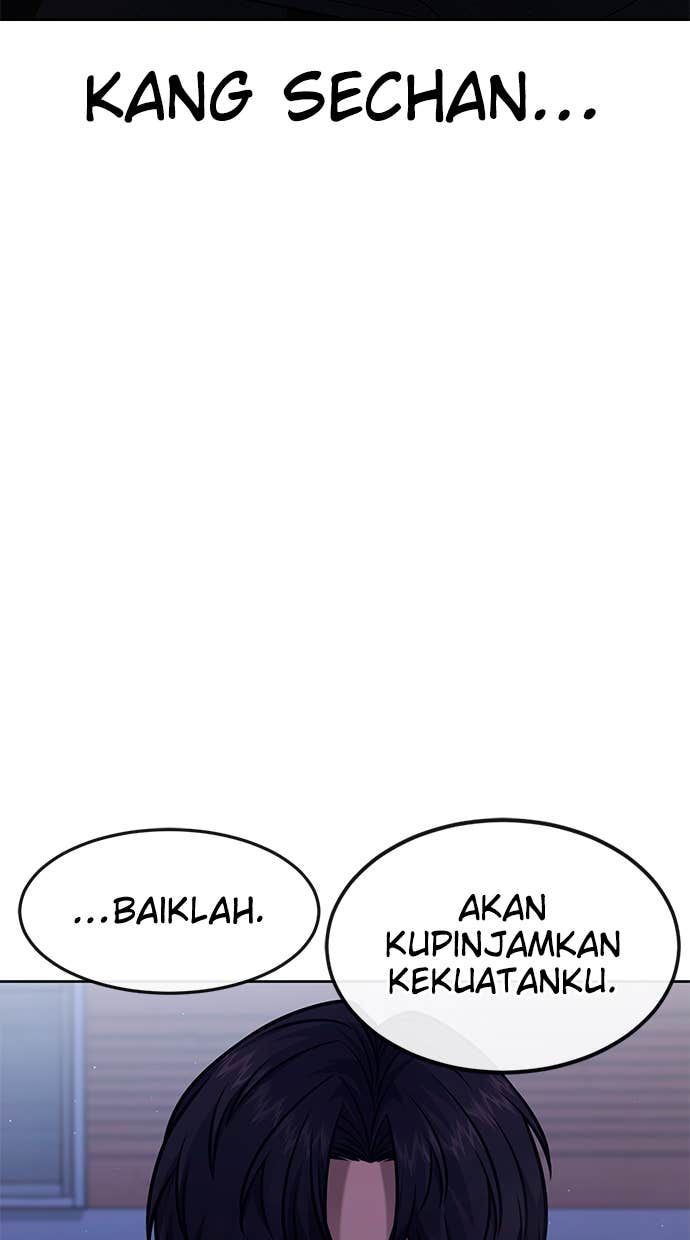 KANG SECHAN...
...BAIKLAH.
AKAN
KUPINJAMKAN
KEKUATANKU.